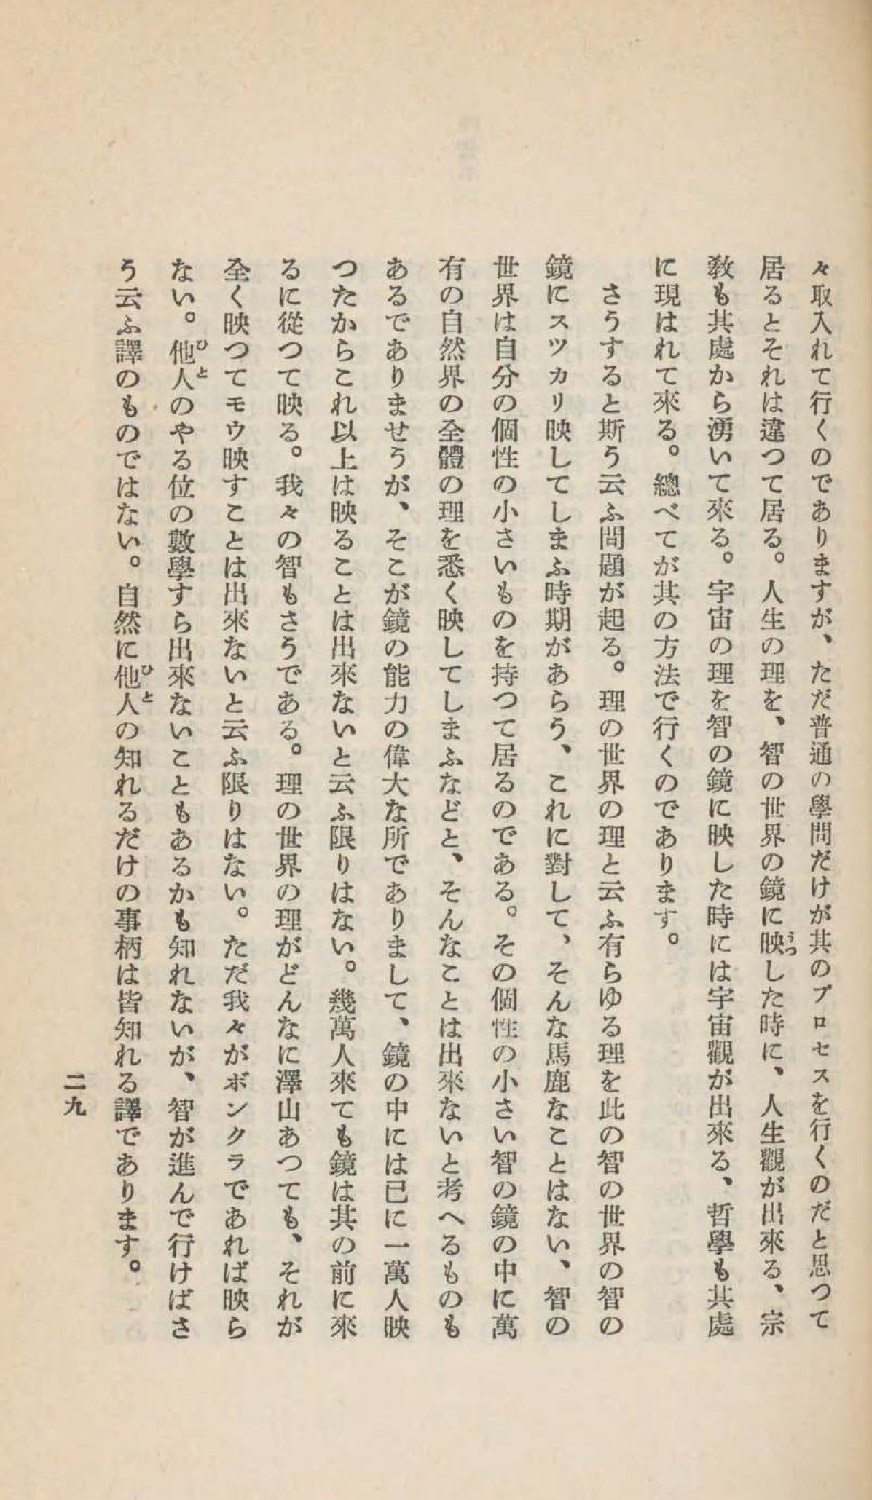 々取入れて行くのでありますが、ただ普通の學問だけが其のプロセスを行くのだと思つて
居るとそれは違つて居る。人生の理を、智の世界の鏡に映した時に、人生觀が出來る、宗
敎も其處から湧いて來る。宇宙の理を智の鏡に映した時には宇宙觀が出來る、哲學も其處
に現はれて來る。總べてが其の方法で行くのであります。
さうすると斯う云ふ問題が起る。理の世界の理と云ふ有らゆる理を此の智の世界の智の
鏡にスツカリ映してしまふ時期があらう、これに對して、そんな馬鹿なことはない、智の
世界は自分の個性の小さいものを持つて居るのである。その個性の小さい智の鏡の中に萬
有の自然界の全體の理を悉く映してしまふなどと、そんなことは出來ないと考へるものも
あるでありませうが、そこが鏡の能力の偉大な所でありまして、鏡の中には已に一萬人映
つたからこれ以上は映ることは出來ないと云ふ限りはない。幾萬人來ても鏡は其の前に來
るに從つて映る。我々の智もさうである。理の世界の理がどんなに澤山あつても、それが
全く映つてモウ映すことは出來ないと云ふ限りはない。ただ我々がボンクラであれば映ら
ない。他人のやる位の數學すら出來ないこともあるかも知れないが、智が進んで行けばさ
う云ふ譯のものではない。自然に他人の知れるだけの事柄は皆知れる譯であります。
二九